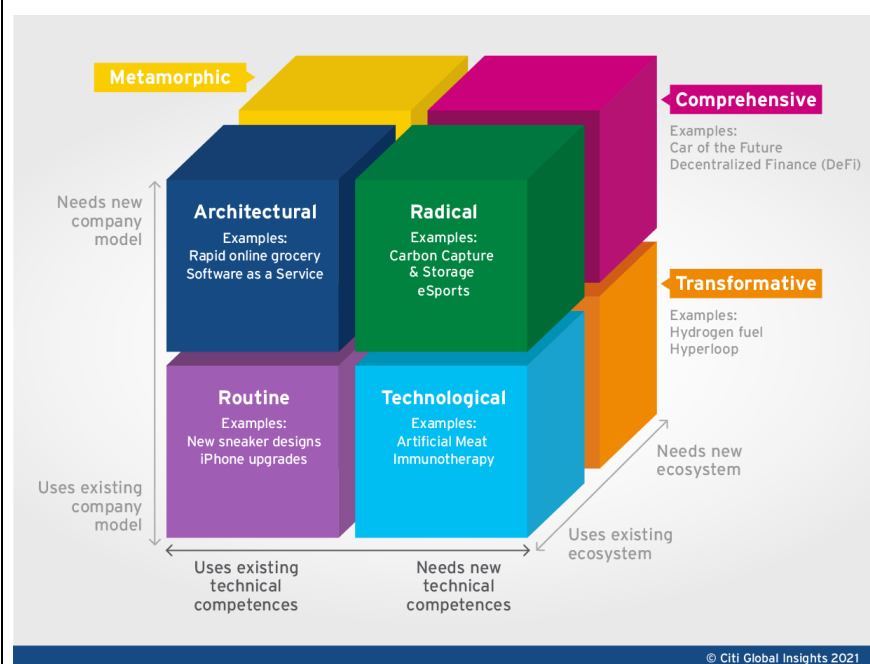 Metamorphic
Comprehensive
Examples:
Car of the Future
Decentralized Finance (DeFi)
Needs new
company
model
Architectural
Examples:
Rapid online grocery
Software as a Service
Radical
Examples:
Carbon Capture
& Storage
eSports
Transformative
Examples:
Hydrogen fuel
Hyperloop
Routine
Examples:
New sneaker designs
iPhone upgrades
Technological
Examples:
Artificial Meat
Immunotherapy
Uses existing
company
model
Needs new
ecosystem
Uses existing
ecosystem
Uses existing
technical
competences
Needs new
technical
competences
© Citi Global Insights 2021